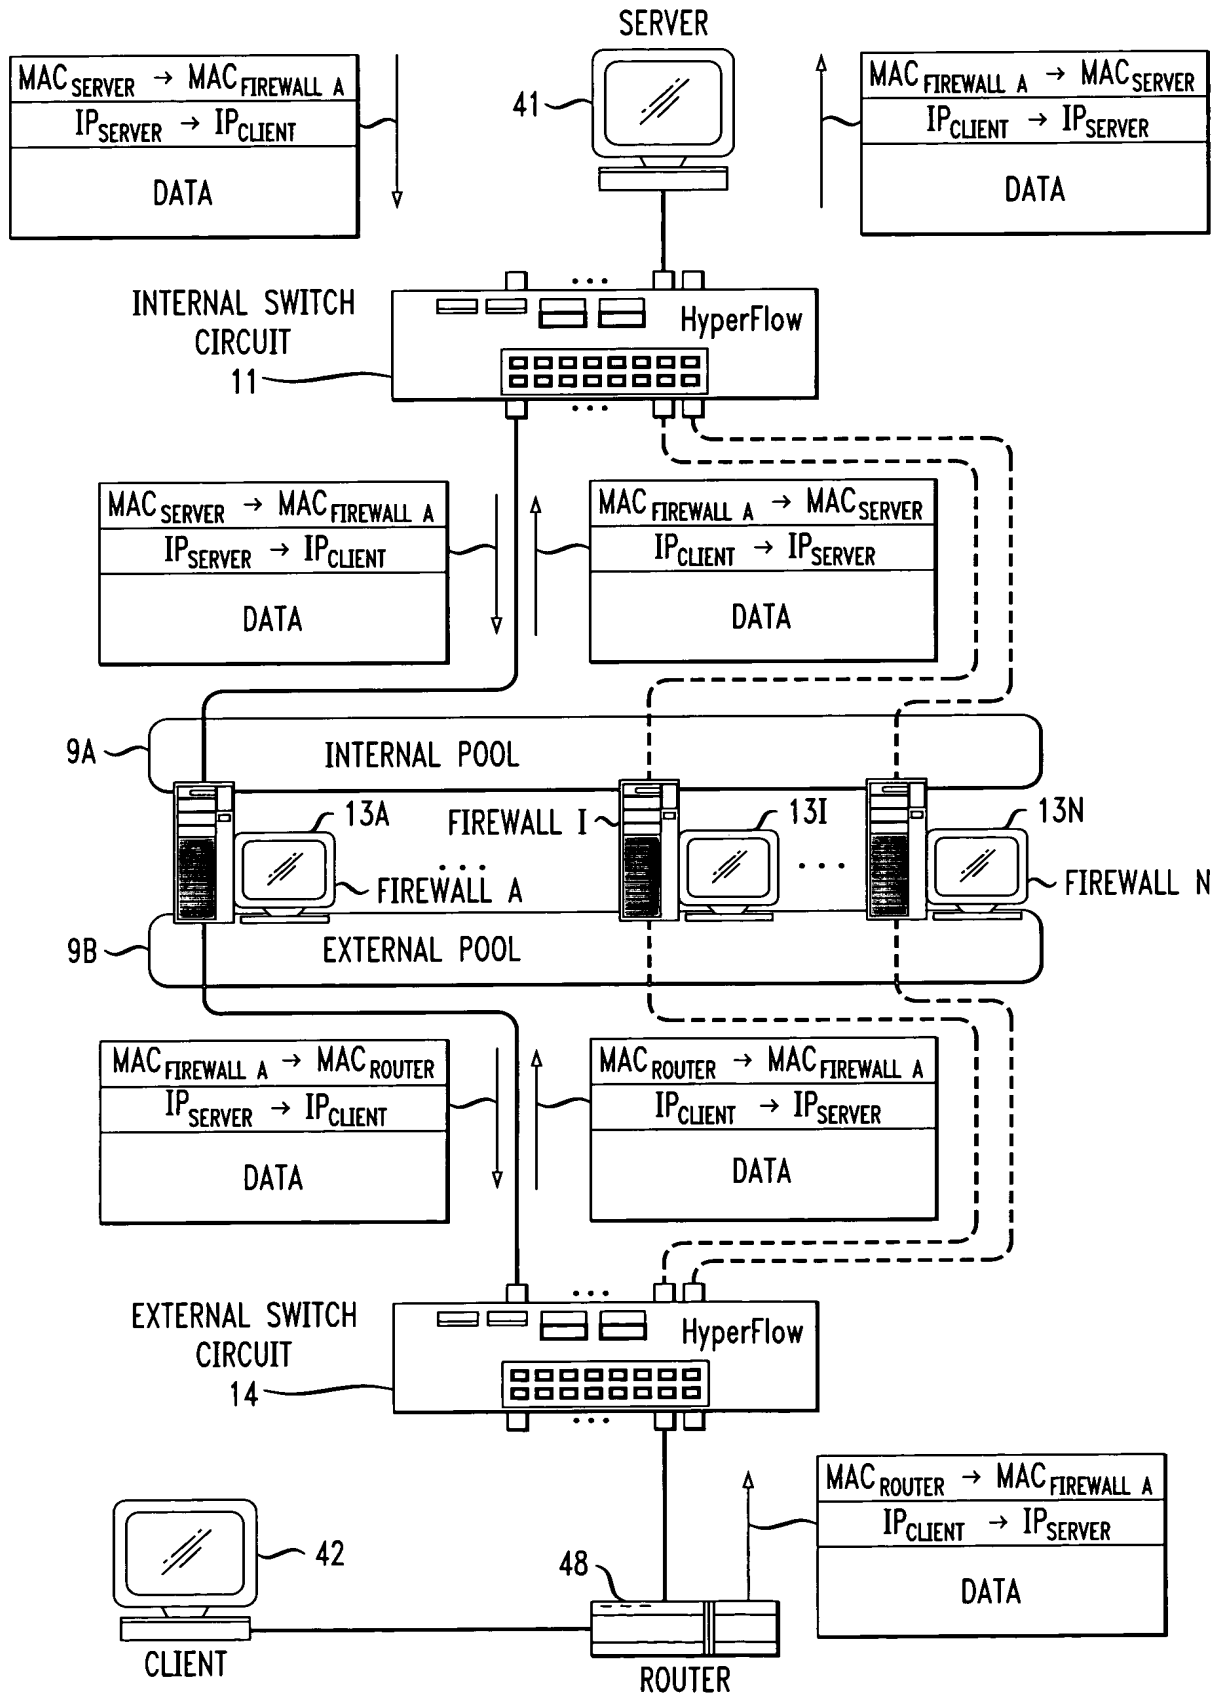 SERVER
MAC SERVER → MAC FIREWALL A
IP SERVER → IP CLIENT
DATA
41
MAC FIREWALL A → MAC SERVER
IP CLIENT → IP SERVER
DATA
INTERNAL SWITCH
CIRCUIT
11
HyperFlow
MAC SERVER → MAC FIREWALL A
IP SERVER → IP CLIENT
DATA
MAC FIREWALL A → MAC SERVER
IP CLIENT → IP SERVER
DATA
9A
INTERNAL POOL
13A
FIREWALL I
13I
13N
FIREWALL A
FIREWALL N
9B
EXTERNAL POOL
MAC FIREWALL A → MAC ROUTER
IP SERVER → IP CLIENT
DATA
MAC ROUTER → MAC FIREWALL A
IP CLIENT → IP SERVER
DATA
EXTERNAL SWITCH
CIRCUIT
14
HyperFlow
MAC ROUTER → MAC FIREWALL A
IP CLIENT → IP SERVER
DATA
42
48
CLIENT
ROUTER